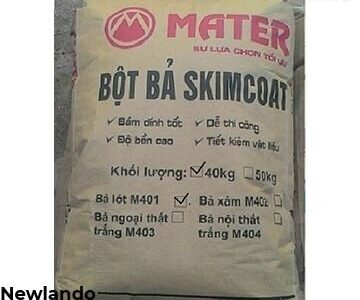 MATER
SỰ LỰA CHỌN TỐI ƯU
BỘT BẢ SKIMCOAT
Bám dính tốt Dễ thi công
Độ bền cao Tiết kiệm vật liệu
Khối lượng: 40kg 50kg
Bả lót M401 Bả xám M402
Bả ngoại thất Bả nội thất
trắng M403 trắng M404
Newlando